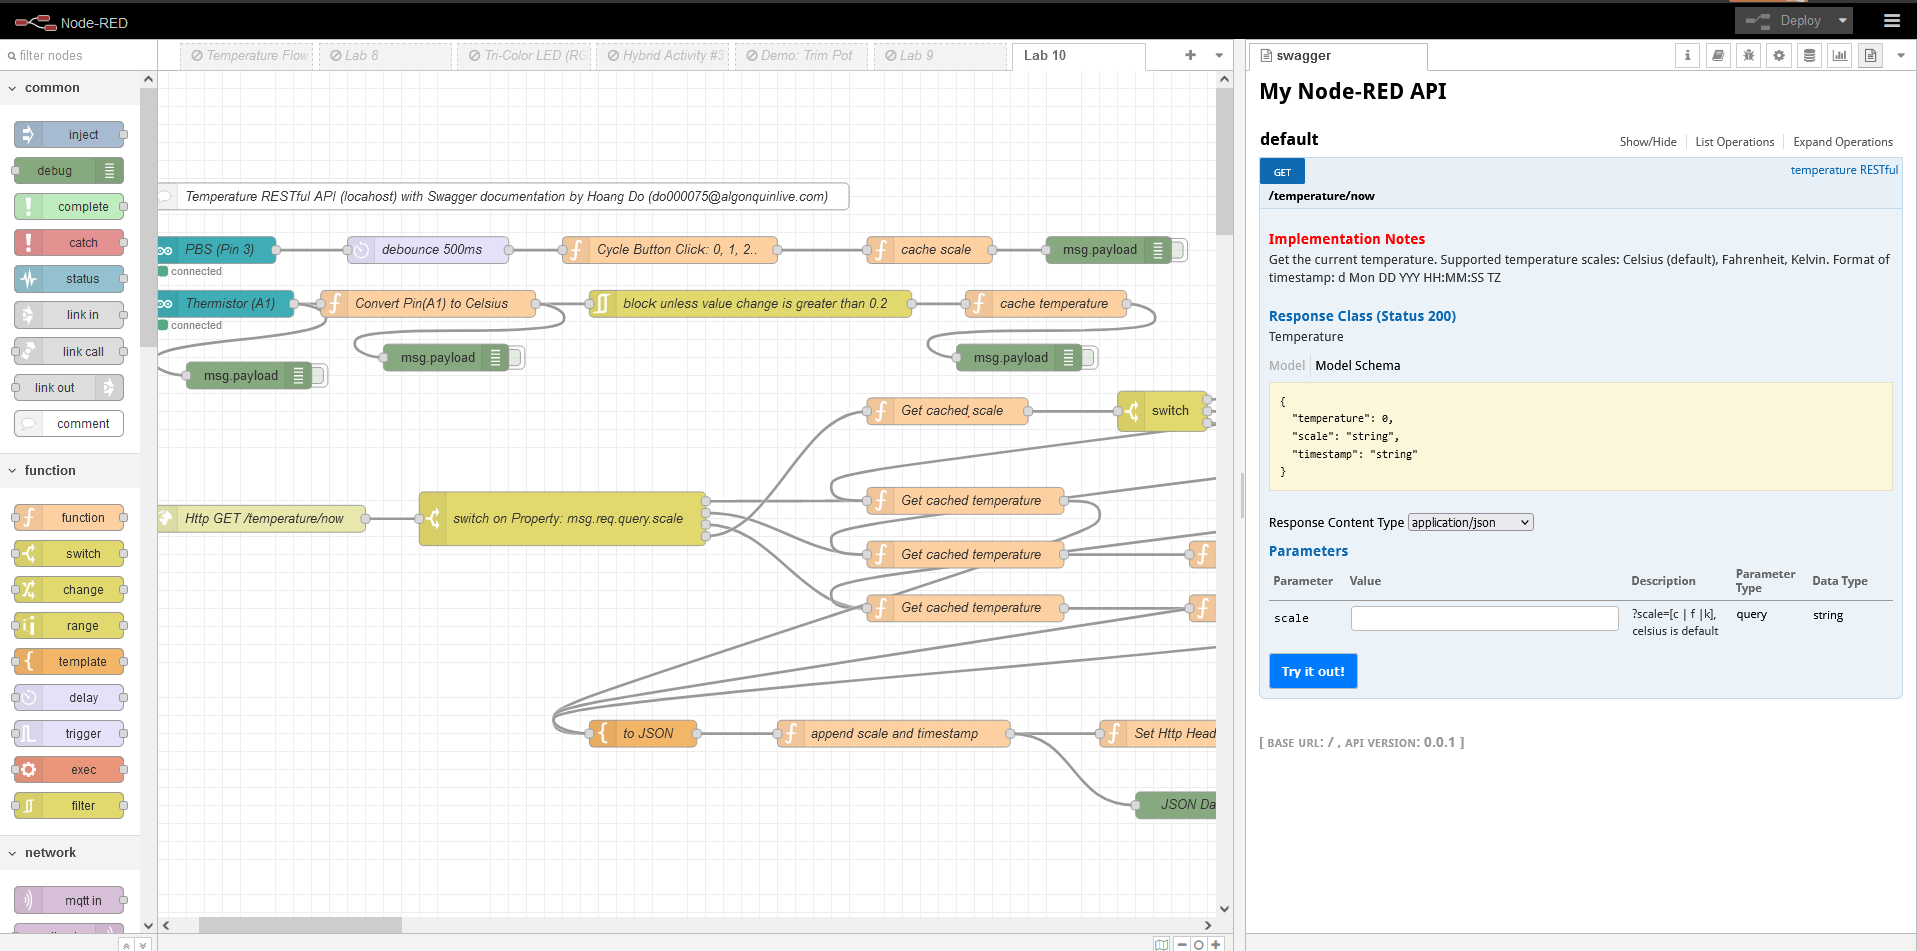 Node-RED
Deploy
filter nodes
Temperature Flow
Lab 8
Tri-Color LED (RG
Hybrid Activity #3
Demo: Trim Pot
Lab 9
Lab 10
common
inject
debug
complete
catch
status
link in
link call
link out
comment
function
function
switch
change
range
template
delay
trigger
exec
filter
network
mqtt in
Temperature RESTful API (locahost) with Swagger documentation by Hoang Do (do000075@algonquinlive.com)
PBS (Pin 3)
connected
debounce 500ms
Cycle Button Click: 0, 1, 2..
cache scale
msg.payload
Thermistor (A1)
connected
Convert Pin(A1) to Celsius
block unless value change is greater than 0.2
cache temperature
msg.payload
msg.payload
msg.payload
Get cached scale
switch
Http GET /temperature/now
switch on Property: msg.req.query.scale
Get cached temperature
Get cached temperature
Get cached temperature
to JSON
append scale and timestamp
Set Http Head
JSON Da
swagger
My Node-RED API
default
Show/Hide
List Operations
Expand Operations
GET
temperature RESTful
/temperature/now
Implementation Notes
Get the current temperature. Supported temperature scales: Celsius (default), Fahrenheit, Kelvin. Format of
timestamp: d Mon DD YYY HH:MM:SS TZ
Response Class (Status 200)
Temperature
Model
Model Schema
{
"temperature": 0,
"scale": "string",
"timestamp": "string"
}
Response Content Type application/json
Parameters
Parameter
Value
Description
Parameter
Type
Data Type
scale
?scale=[c | f |k],
celsius is default
query
string
Try it out!
[ BASE URL: / , API VERSION: 0.0.1 ]